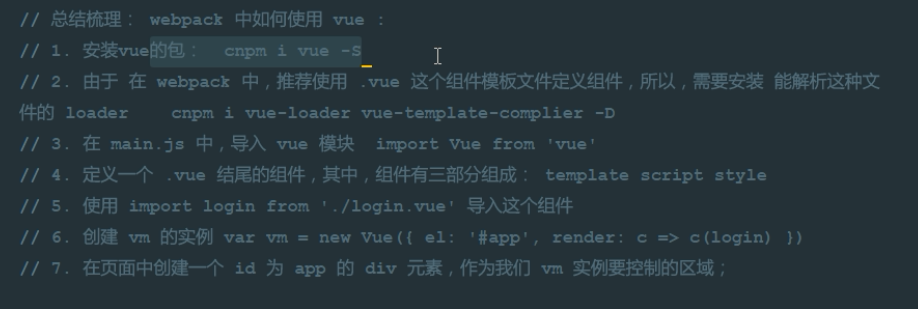 // 总结梳理： webpack 中如何使用 vue :
// 1. 安装vue的包：  cnpm i vue -S
// 2. 由于 在 webpack 中，推荐使用 .vue 这个组件模板文件定义组件，所以，需要安装 能解析这种文
件的 loader    cnpm i vue-loader vue-template-complier -D
// 3. 在 main.js 中，导入 vue 模块  import Vue from 'vue'
// 4. 定义一个 .vue 结尾的组件，其中，组件有三部分组成： template script style
// 5. 使用 import login from './login.vue' 导入这个组件
// 6. 创建 vm 的实例 var vm = new Vue({ el: '#app', render: c => c(login) })
// 7. 在页面中创建一个 id 为 app 的 div 元素，作为我们 vm 实例要控制的区域；